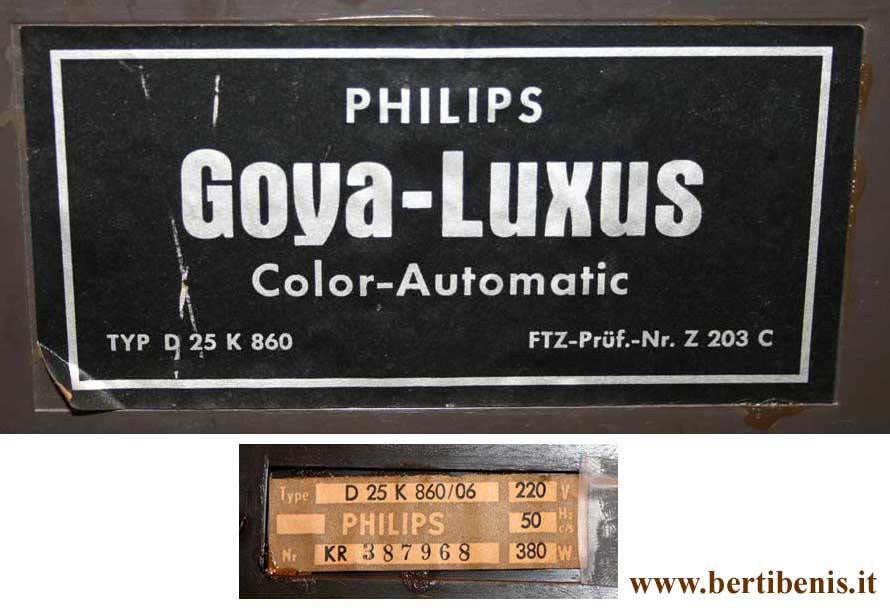 PHILIPS
Goya-Luxus
Color-Automatic
TYP D 25 K 860 FTZ-Prüf.-Nr. Z 203 C
Type D 25 K 860/06 220 V
PHILIPS 50 Hz c/s
Nr KR 387968 380 W
www.bertibenis.it